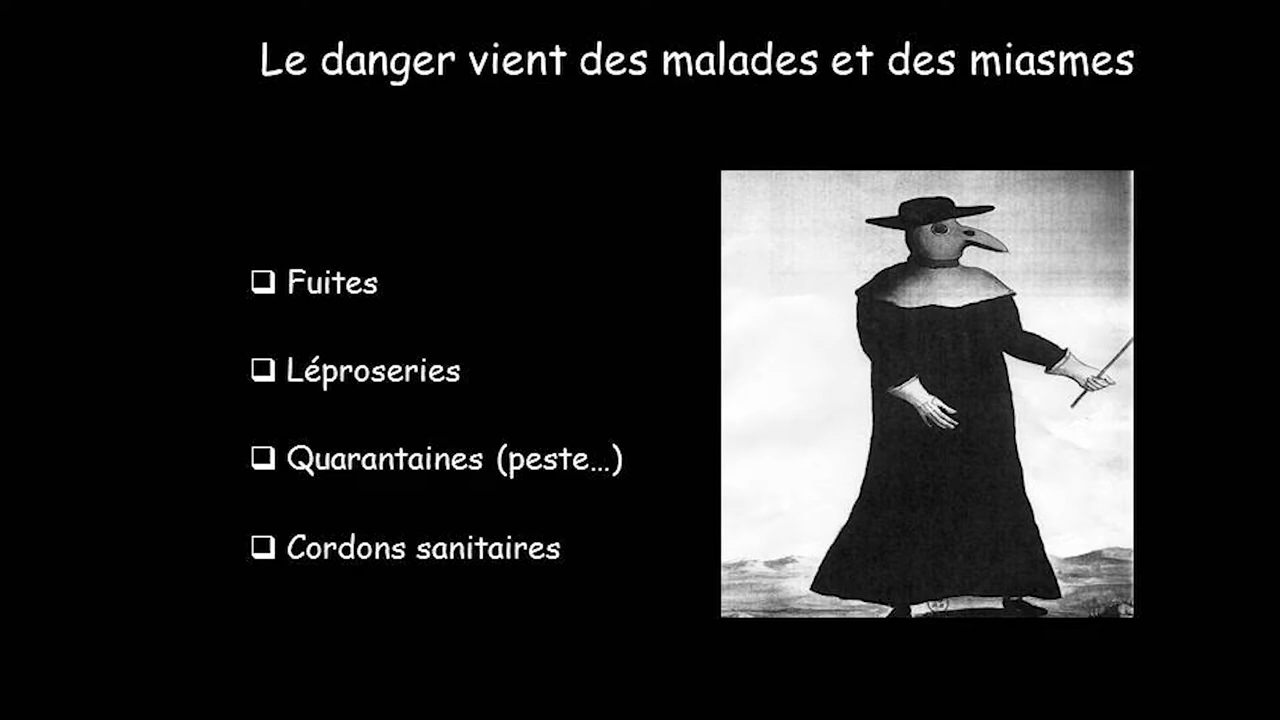 Le danger vient des malades et des miasmes
❑ Fuites
❑ Léproseries
❑ Quarantaines (peste...)
❑ Cordons sanitaires